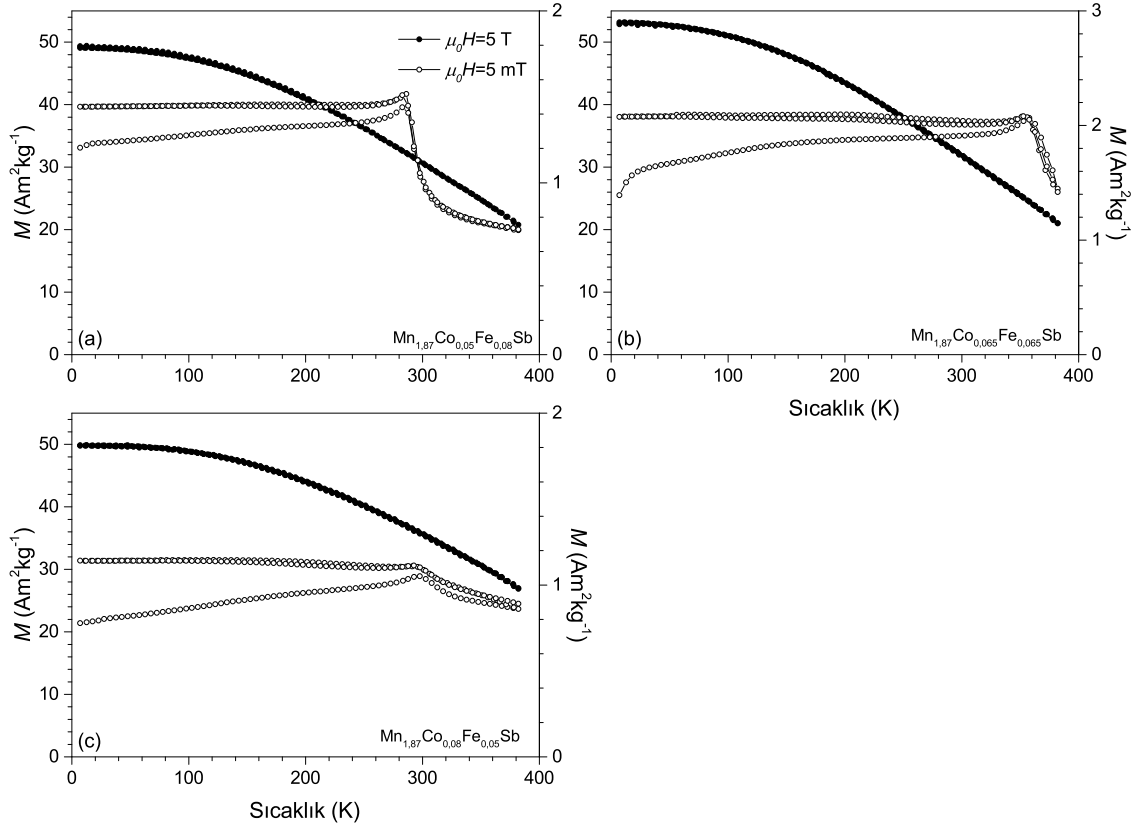 50
40
30
20
10
0
M (Am²kg⁻¹)
2
1
0
μ₀H=5 T
μ₀H=5 mT
(a)
Mn₁,₈₇Co₀,₀₅Fe₀,₀₈Sb
0 100 200 300 400
50
40
30
20
10
0
3
2
1
0
M (Am²kg⁻¹)
(b)
Mn₁,₈₇Co₀,₀₆₅Fe₀,₀₆₅Sb
0 100 200 300 400
Sıcaklık (K)
50
40
30
20
10
0
M (Am²kg⁻¹)
2
1
0
M (Am²kg⁻¹)
(c)
Mn₁,₈₇Co₀,₀₈Fe₀,₀₅Sb
0 100 200 300 400
Sıcaklık (K)